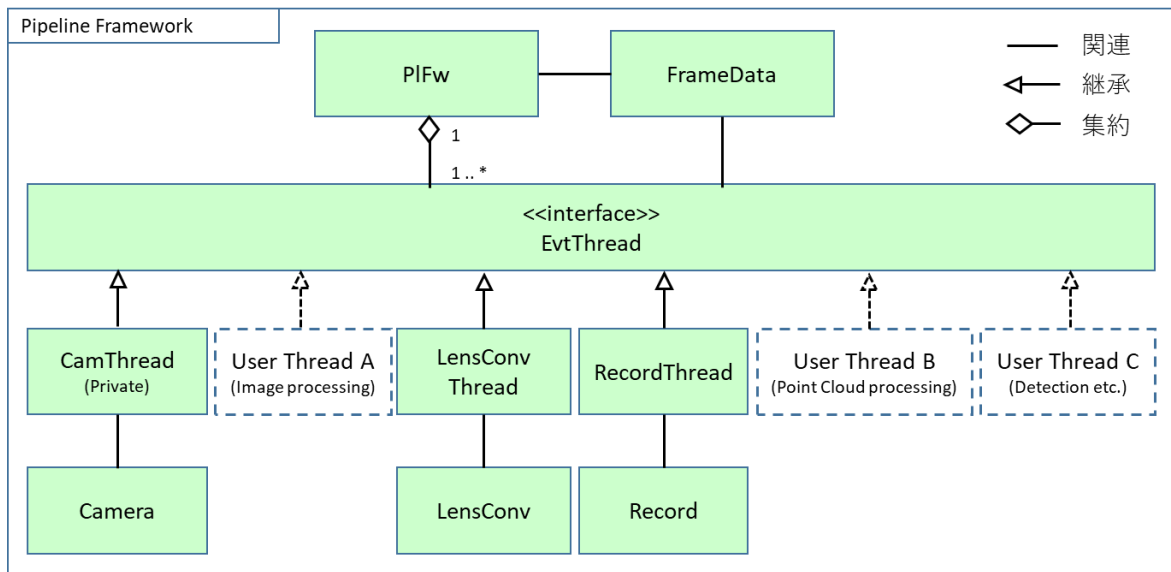 Pipeline Framework
PlFw
FrameData
関連
継承
集約
1
1 .. *
<<interface>>
EvtThread
CamThread
(Private)
User Thread A
(Image processing)
LensConv
Thread
RecordThread
User Thread B
(Point Cloud processing)
User Thread C
(Detection etc.)
Camera
LensConv
Record